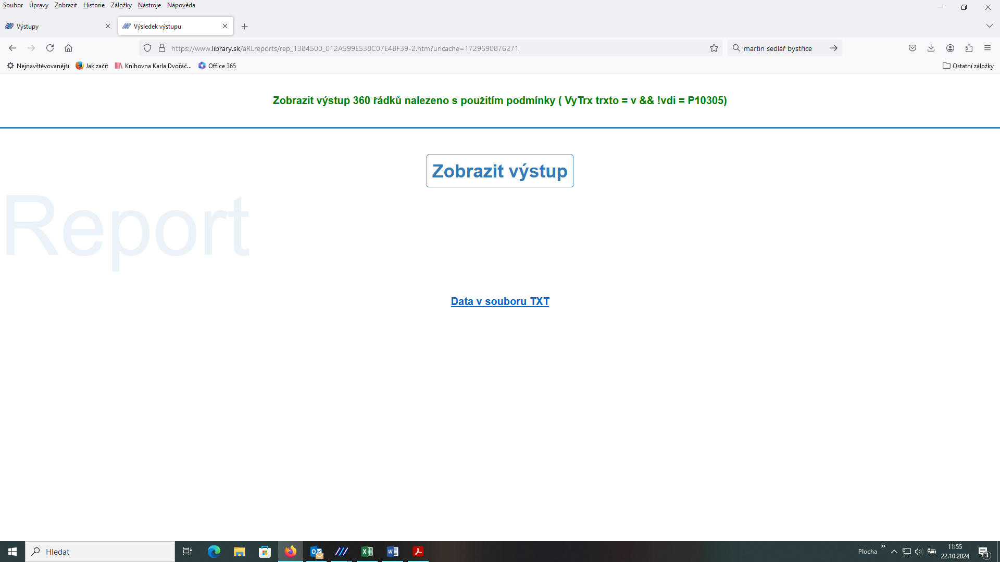 Soubor Úpravy Zobrazit Historie Záložky Nástroje Nápověda
Výstupy
Výsledek výstupu
https://www.library.sk/aRLreports/rep_1384500_012A599E538C07E4BF39-2.htm?urlcache=1729590876271
martin sedlář bystřice
Nejnavštěvovanější Jak začít Knihovna Karla Dvořáč... Office 365 Ostatní záložky
Zobrazit výstup 360 řádků nalezeno s použitím podmínky ( VyTrx trxto = v && !vdi = P10305)
Zobrazit výstup
Report
Data v souboru TXT
Hledat
Plocha
11:55
22.10.2024
3